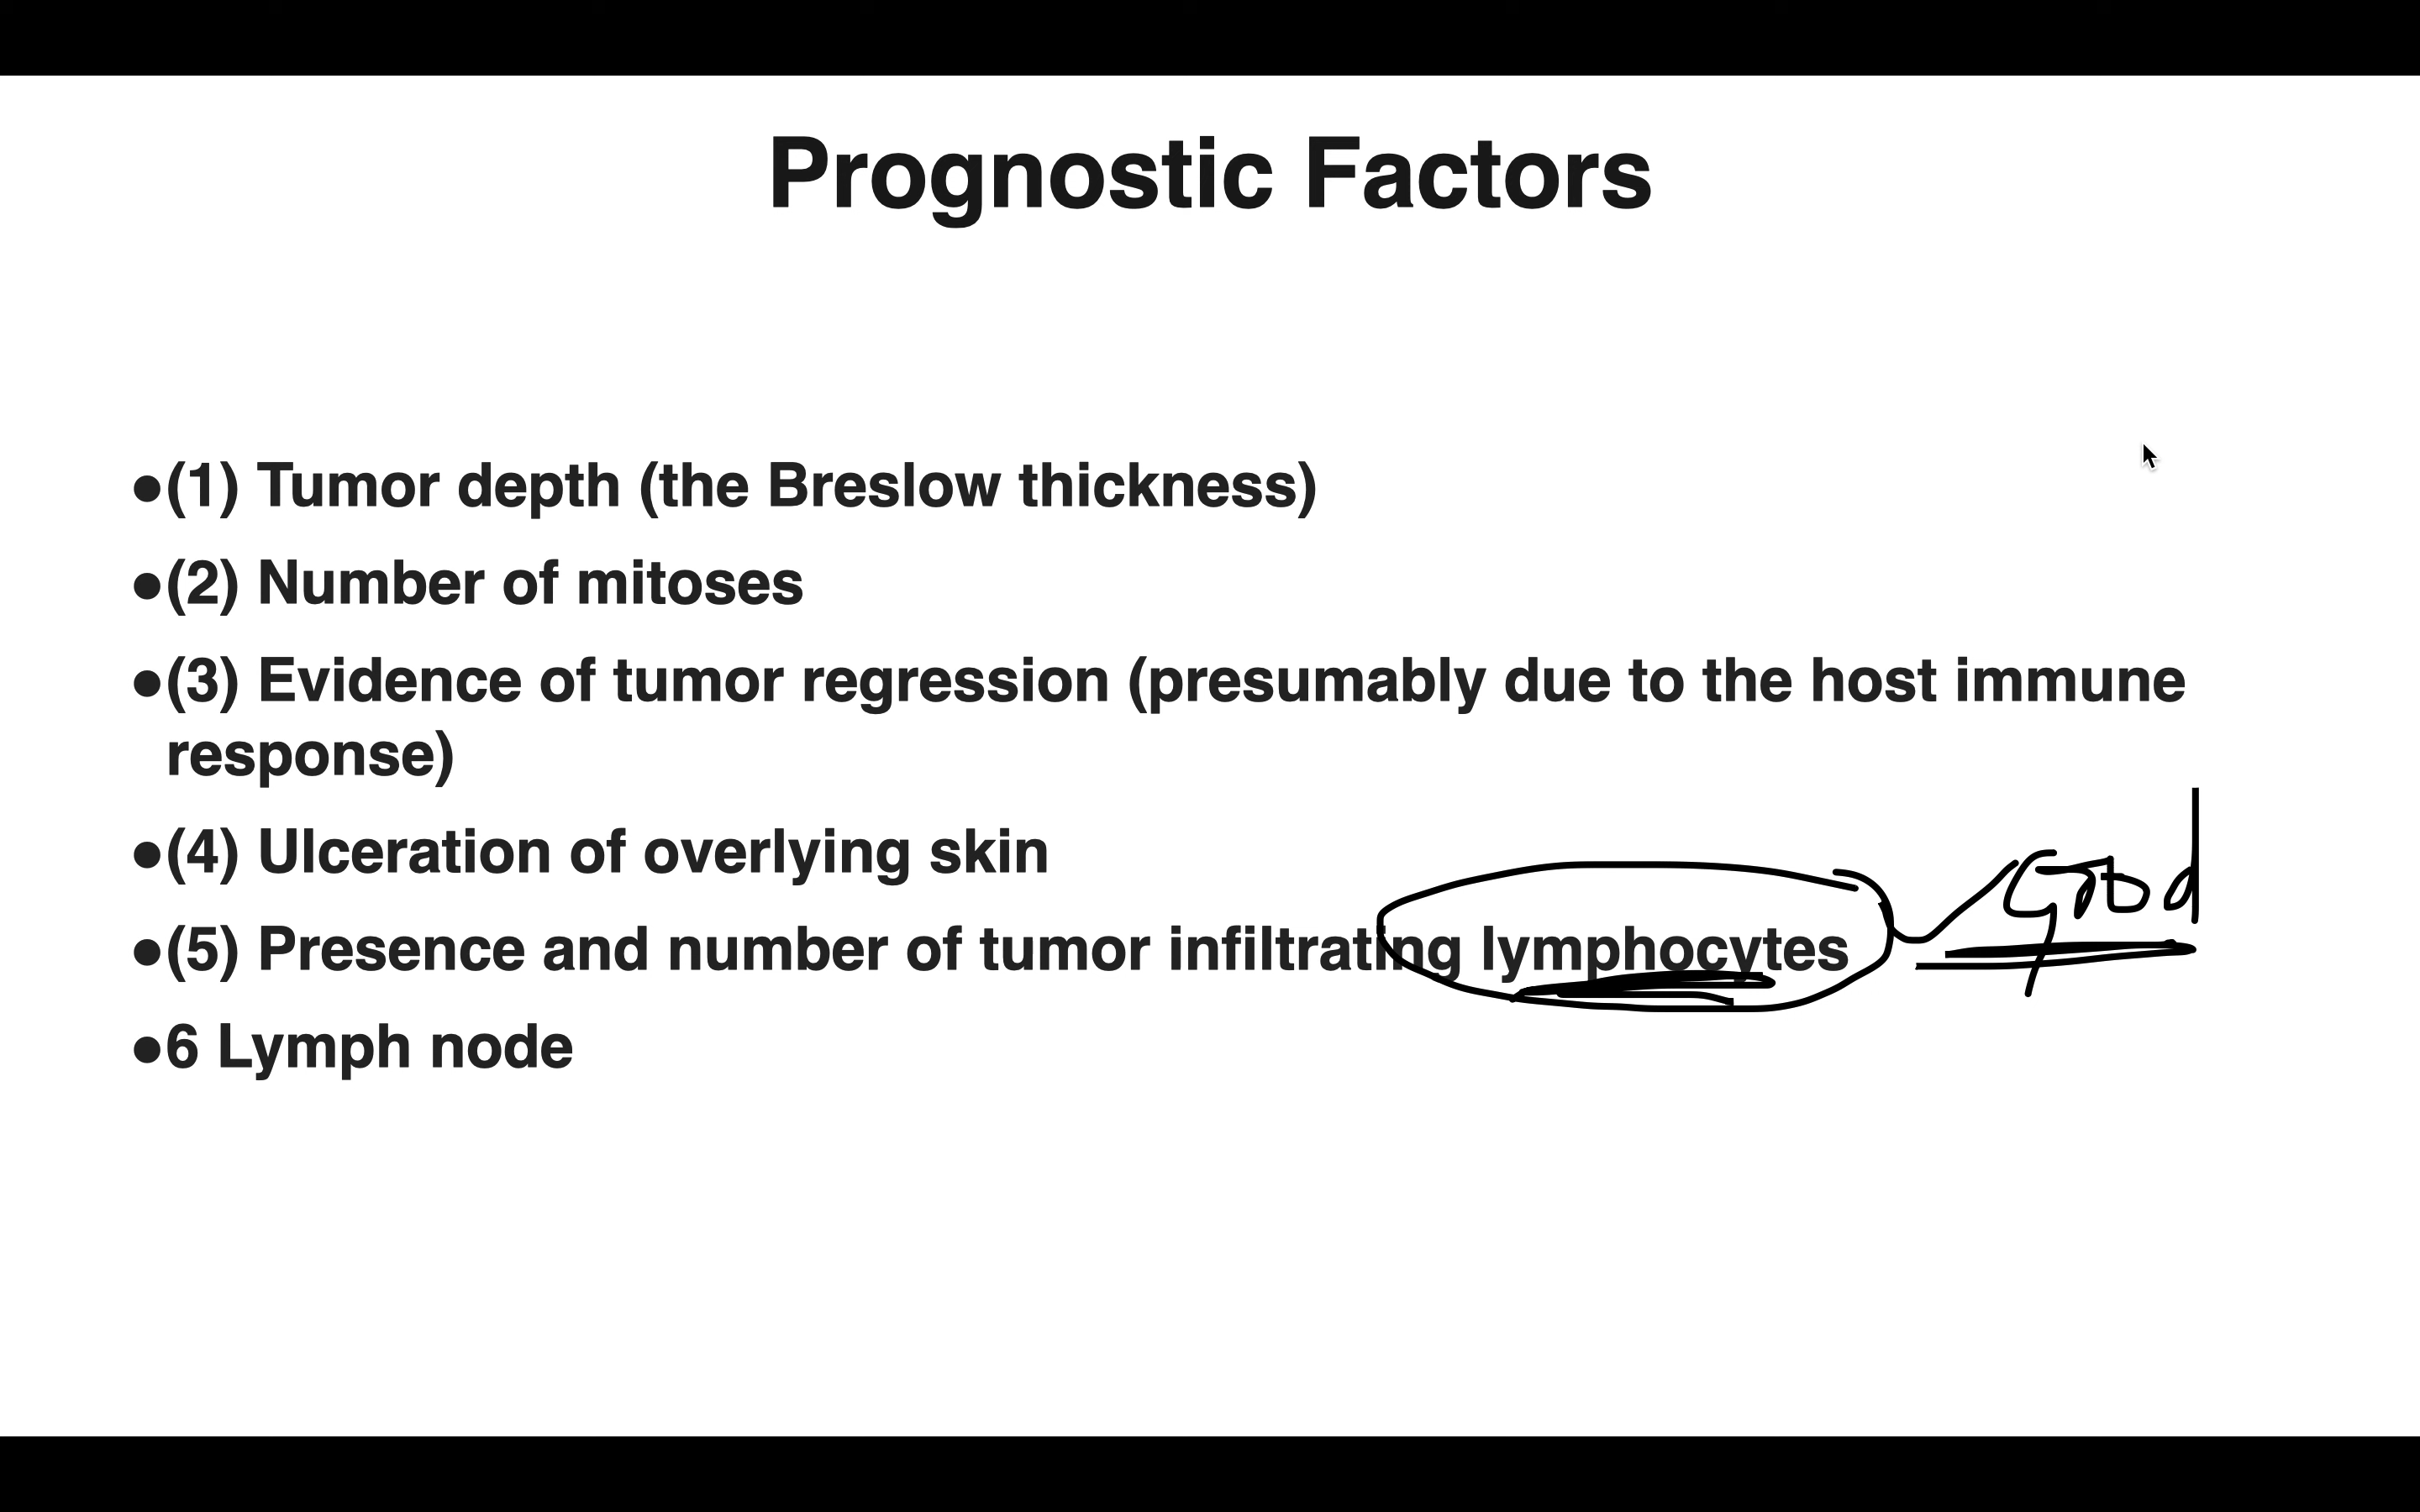 Prognostic Factors
●(1) Tumor depth (the Breslow thickness)
●(2) Number of mitoses
●(3) Evidence of tumor regression (presumably due to the host immune
response)
●(4) Ulceration of overlying skin
●(5) Presence and number of tumor infiltrating lymphocytes
Good
●6 Lymph node